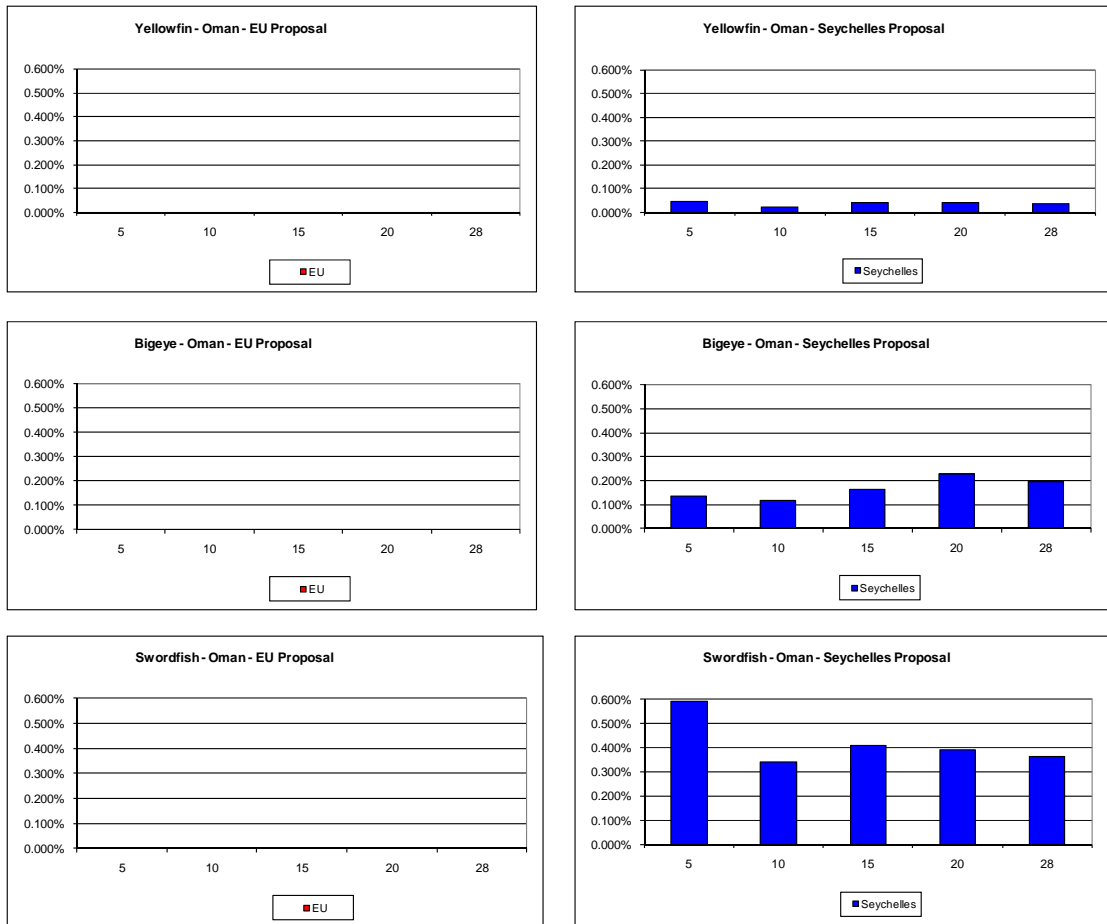 Yellowfin - Oman - EU Proposal
0.600%
0.500%
0.400%
0.300%
0.200%
0.100%
0.000%
5 10 15 20 28
EU
Yellowfin - Oman - Seychelles Proposal
0.600%
0.500%
0.400%
0.300%
0.200%
0.100%
0.000%
5 10 15 20 28
Seychelles
Bigeye - Oman - EU Proposal
0.600%
0.500%
0.400%
0.300%
0.200%
0.100%
0.000%
5 10 15 20 28
EU
Bigeye - Oman - Seychelles Proposal
0.600%
0.500%
0.400%
0.300%
0.200%
0.100%
0.000%
5 10 15 20 28
Seychelles
Swordfish - Oman - EU Proposal
0.600%
0.500%
0.400%
0.300%
0.200%
0.100%
0.000%
5 10 15 20 28
EU
Swordfish - Oman - Seychelles Proposal
0.600%
0.500%
0.400%
0.300%
0.200%
0.100%
0.000%
5 10 15 20 28
Seychelles